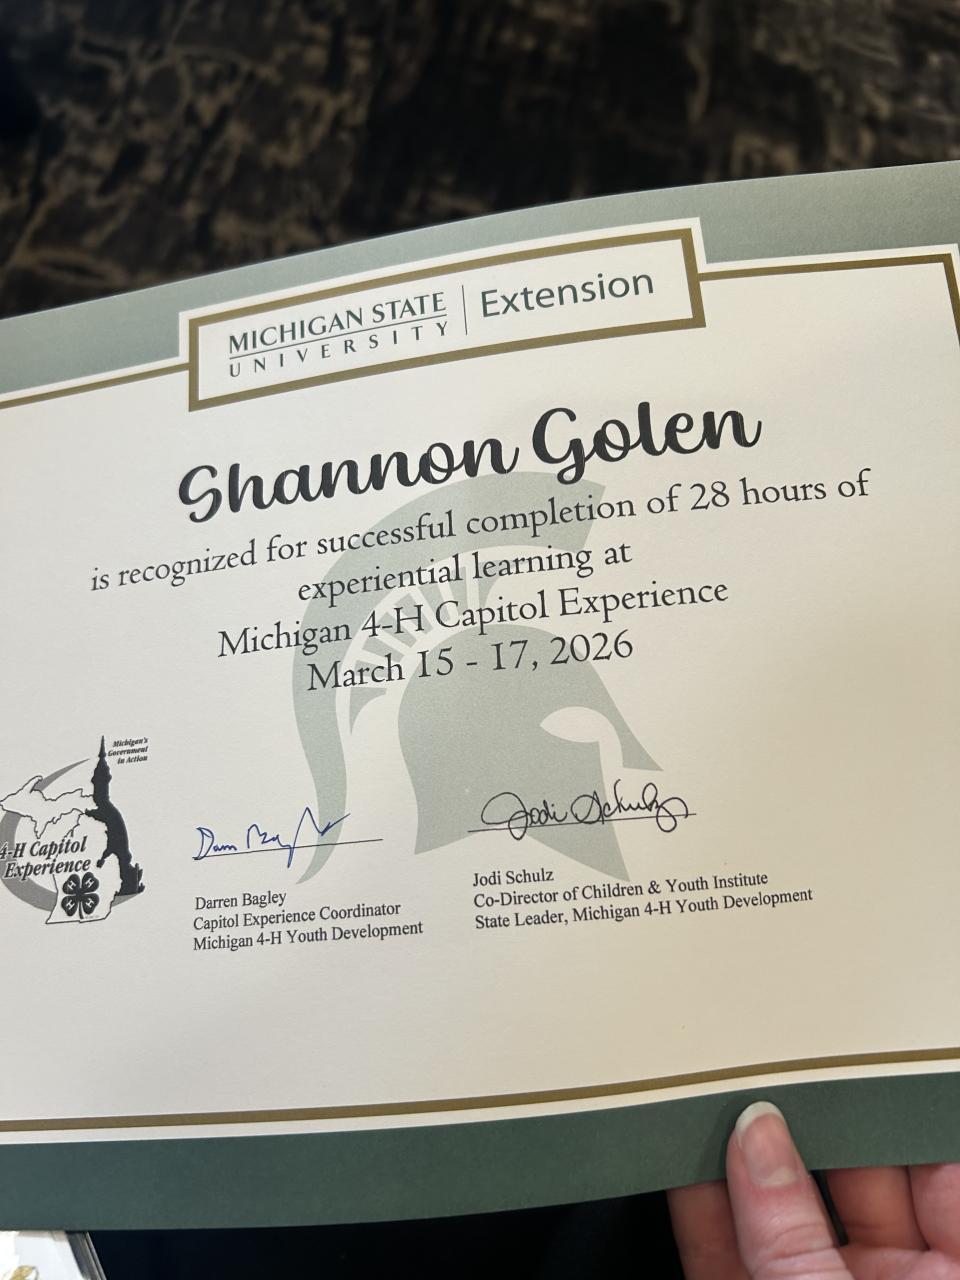 MICHIGAN STATE
UNIVERSITY
Extension
Shannon Golen
is recognized for successful completion of 28 hours of
experiential learning at
Michigan 4-H Capitol Experience
March 15 - 17, 2026
Michigan's
Government
in Action
4-H Capitol
Experience
H H
H H
Jodi Schulz
Darren Bagley
Capitol Experience Coordinator
Michigan 4-H Youth Development
Jodi Schulz
Co-Director of Children & Youth Institute
State Leader, Michigan 4-H Youth Development